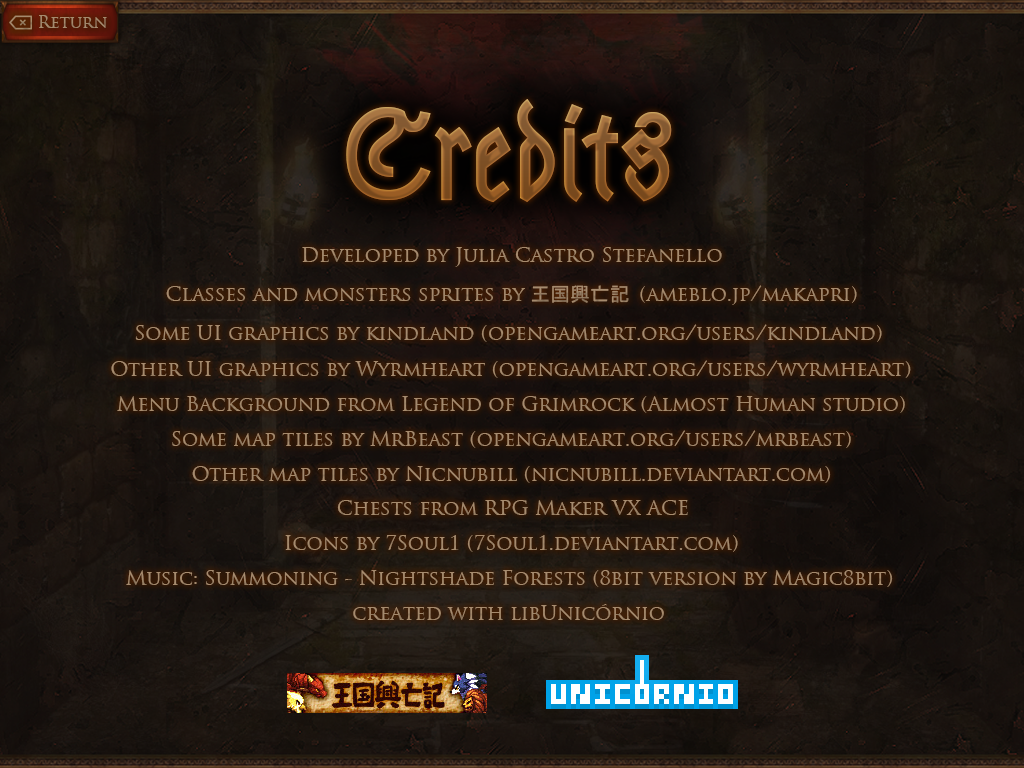 Return
Credits
Developed by Julia Castro Stefanello
Classes and monsters sprites by 王国興亡記 (ameblo.jp/makapri)
Some UI graphics by kindland (opengameart.org/users/kindland)
Other UI graphics by Wyrmheart (opengameart.org/users/wyrmheart)
Menu Background from Legend of Grimrock (Almost Human studio)
Some map tiles by MrBeast (opengameart.org/users/mrbeast)
Other map tiles by Nicnubill (nicnubill.deviantart.com)
Chests from RPG Maker VX ACE
Icons by 7Soul1 (7Soul1.deviantart.com)
Music: Summoning - Nightshade Forests (8bit version by Magic8bit)
created with libUnicórnio
王国興亡記
UNICÓRNIO